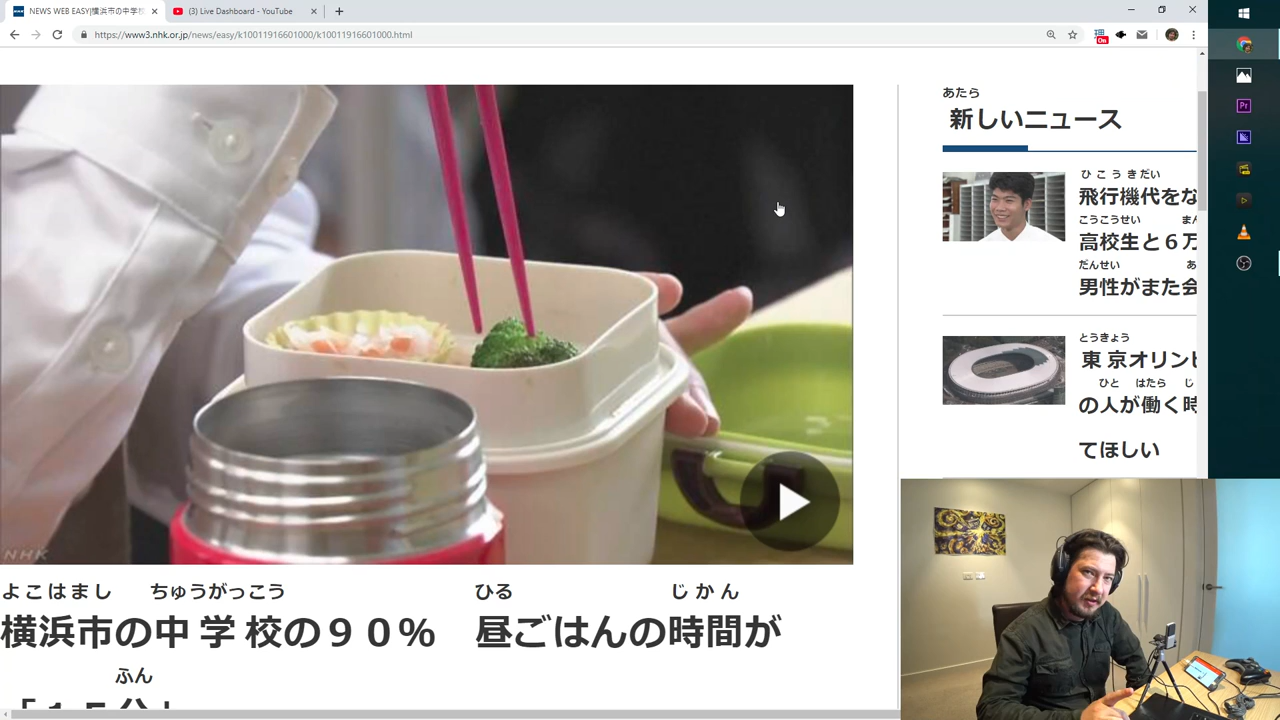 NEWS WEB EASY|横浜市の中学校
(3) Live Dashboard - YouTube
https://www3.nhk.or.jp/news/easy/k10011916601000/k10011916601000.html
On
Pr
あたら
新しいニュース
ひこうきだい
飛行機代をな
こうこうせい
高校生と６万
だんせい
男性がまた会
とうきょう
東京オリンピ
ひと はたら じ
の人が働く時
てほしい
NHK
よこはまし ちゅうがっこう ひる じかん
横浜市の中学校の９０％ 昼ごはんの時間が
ふん
「１５分」